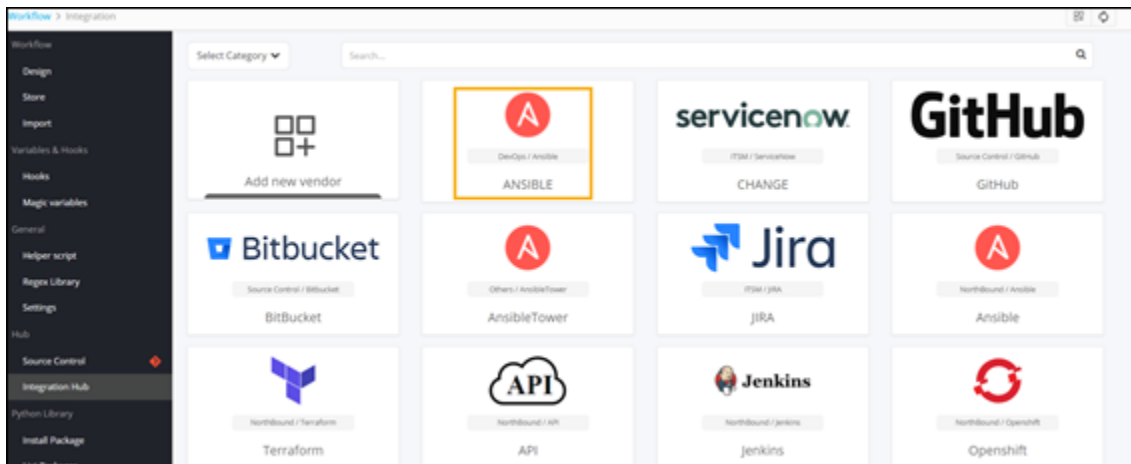 Workflow > Integration
Workflow
Design
Store
Import
Variables & Hooks
Hooks
Magic variables
General
Helper script
Regex Library
Settings
Hub
Source Control
Integration Hub
Python Library
Install Package
Select Category
Search...
Add new vendor
DevOps / Ansible
ANSIBLE
servicenow
ITSM / ServiceNow
CHANGE
GitHub
Source Control / GitHub
GitHub
Bitbucket
Source Control / Bitbucket
BitBucket
Others / AnsibleTower
AnsibleTower
Jira
ITSM / JIRA
JIRA
NorthBound / Ansible
Ansible
NorthBound / Terraform
Terraform
API
NorthBound / API
API
Jenkins
NorthBound / Jenkins
Jenkins
NorthBound / Openshift
Openshift